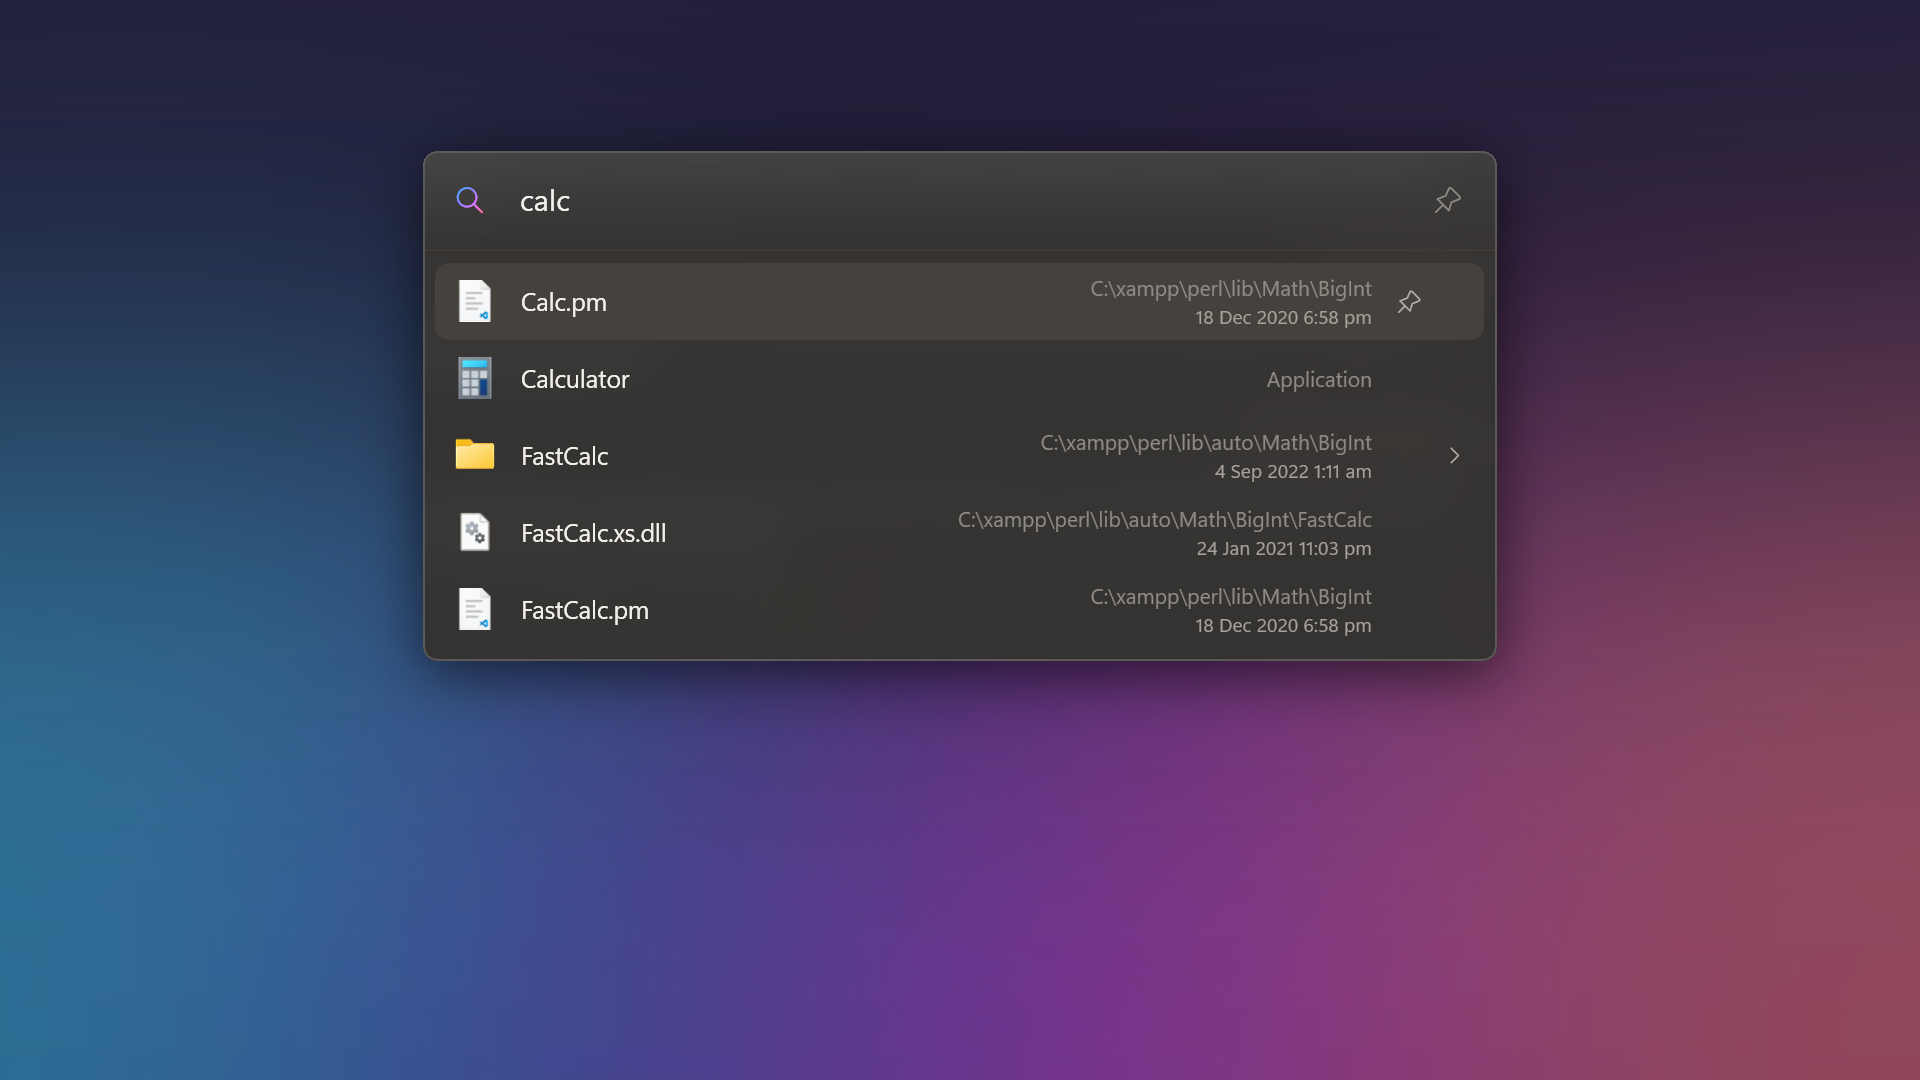 calc
Calc.pm
C:\xampp\perl\lib\Math\BigInt
18 Dec 2020 6:58 pm
Calculator
Application
FastCalc
C:\xampp\perl\lib\auto\Math\BigInt
4 Sep 2022 1:11 am
FastCalc.xs.dll
C:\xampp\perl\lib\auto\Math\BigInt\FastCalc
24 Jan 2021 11:03 pm
FastCalc.pm
C:\xampp\perl\lib\Math\BigInt
18 Dec 2020 6:58 pm